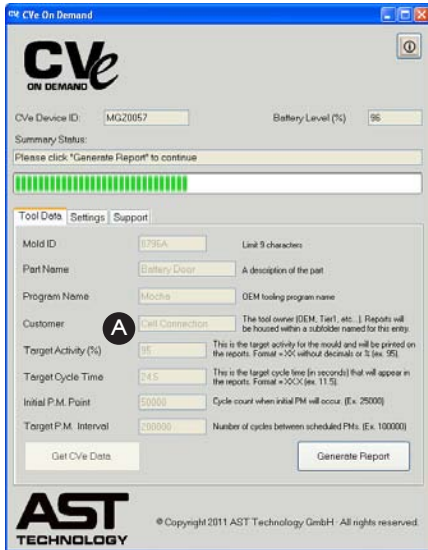 CVe CVe On Demand
CVe
ON DEMAND
CVe Device ID: MGZ0057 Battery Level (%) 96
Summary Status:
Please click "Generate Report" to continue
Tool Data Settings Support
Mold ID 8796A Limit 9 characters
Part Name Battery Door A description of the part
Program Name Mocha OEM tooling program name
Customer A Cell Connection The tool owner (OEM, Tier1, etc...). Reports will
be housed within a subfolder named for this entry.
Target Activity (%) 95 This is the target activity for the mould and will be printed on
the reports. Format = XX without decimals or % (ex. 95).
Target Cycle Time 24.5 This is the target cycle time (in seconds) that will appear in
the reports. Format = XX.X (ex. 11.5).
Initial P.M. Point 50000 Cycle count when initial PM will occur. (Ex. 25000)
Target P.M. Interval 200000 Number of cycles between scheduled PMs. (Ex. 100000)
Get CVe Data Generate Report
AST
TECHNOLOGY
© Copyright 2011 AST Technology GmbH · All rights reserved.